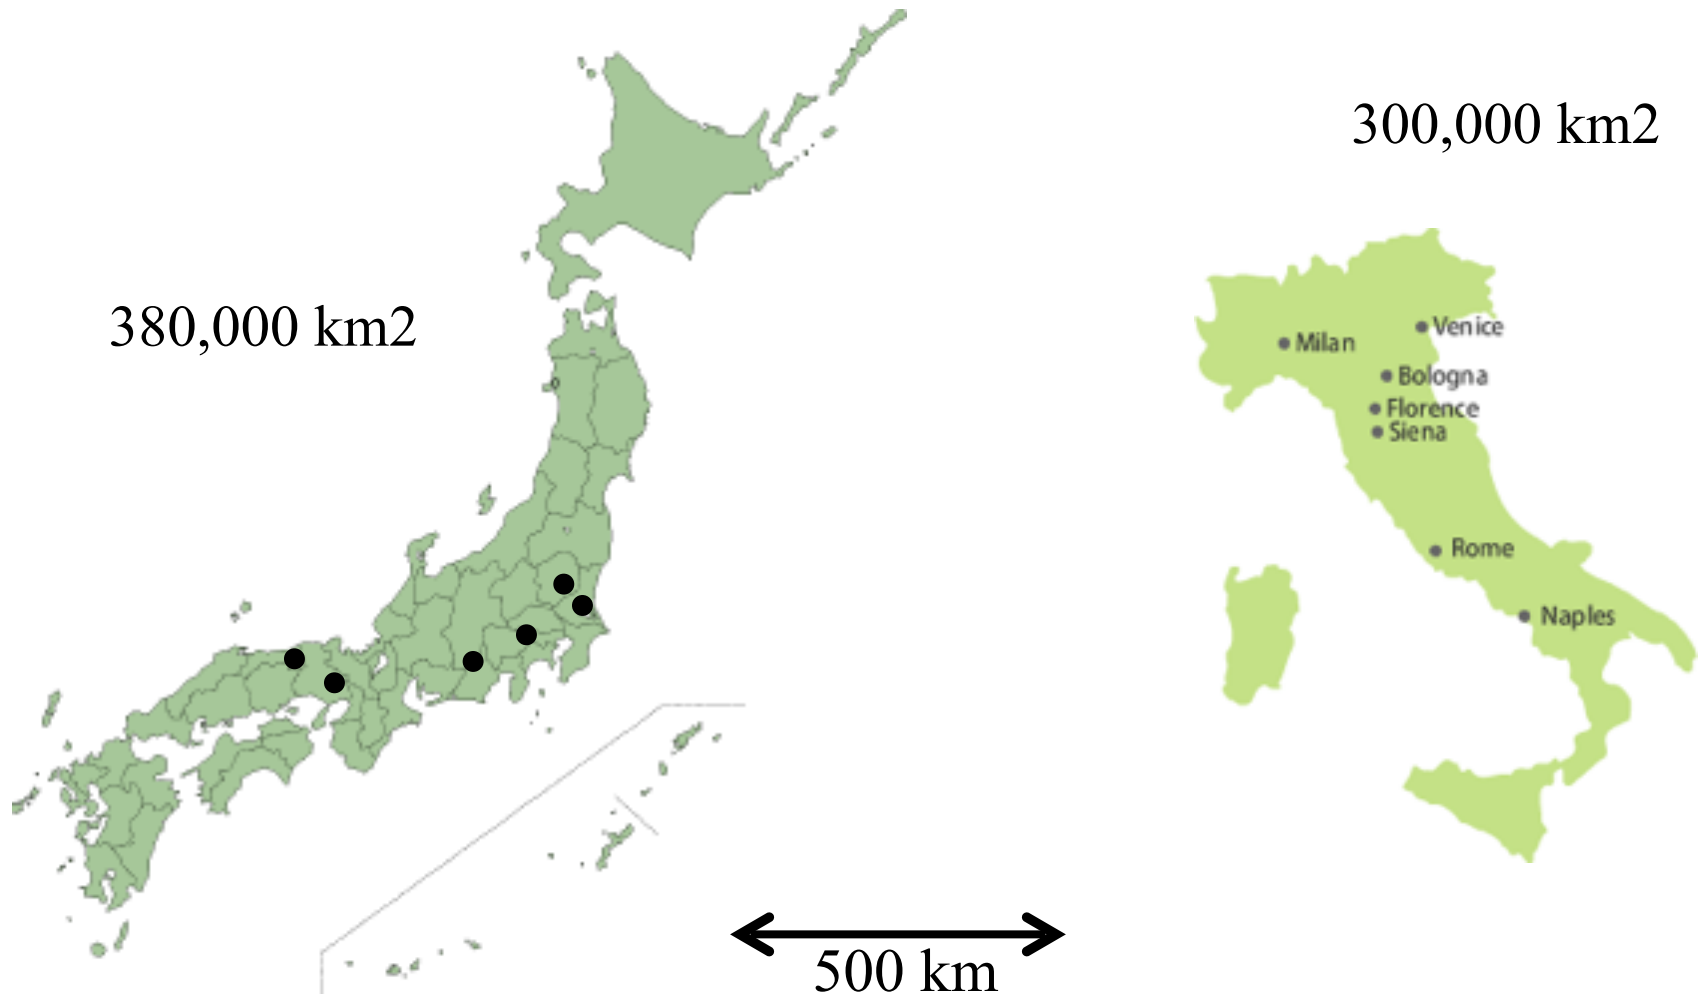 300,000 km2
380,000 km2
Venice
Milan
Bologna
Florence
Siena
Rome
Naples
500 km